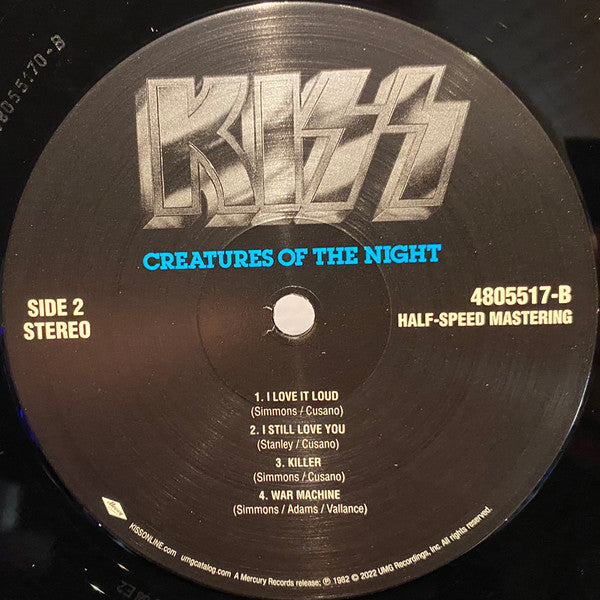 KISS
CREATURES OF THE NIGHT
SIDE 2
STEREO
4805517-B
HALF-SPEED MASTERING
1. I LOVE IT LOUD
(Simmons / Cusano)
2. I STILL LOVE YOU
(Stanley / Cusano)
3. KILLER
(Simmons / Cusano)
4. WAR MACHINE
(Simmons / Adams / Vallance)
KISSONLINE.com umgcatalog.com A Mercury Records release; ℗ 1982 © 2022 UMG Recordings, Inc. All rights reserved.